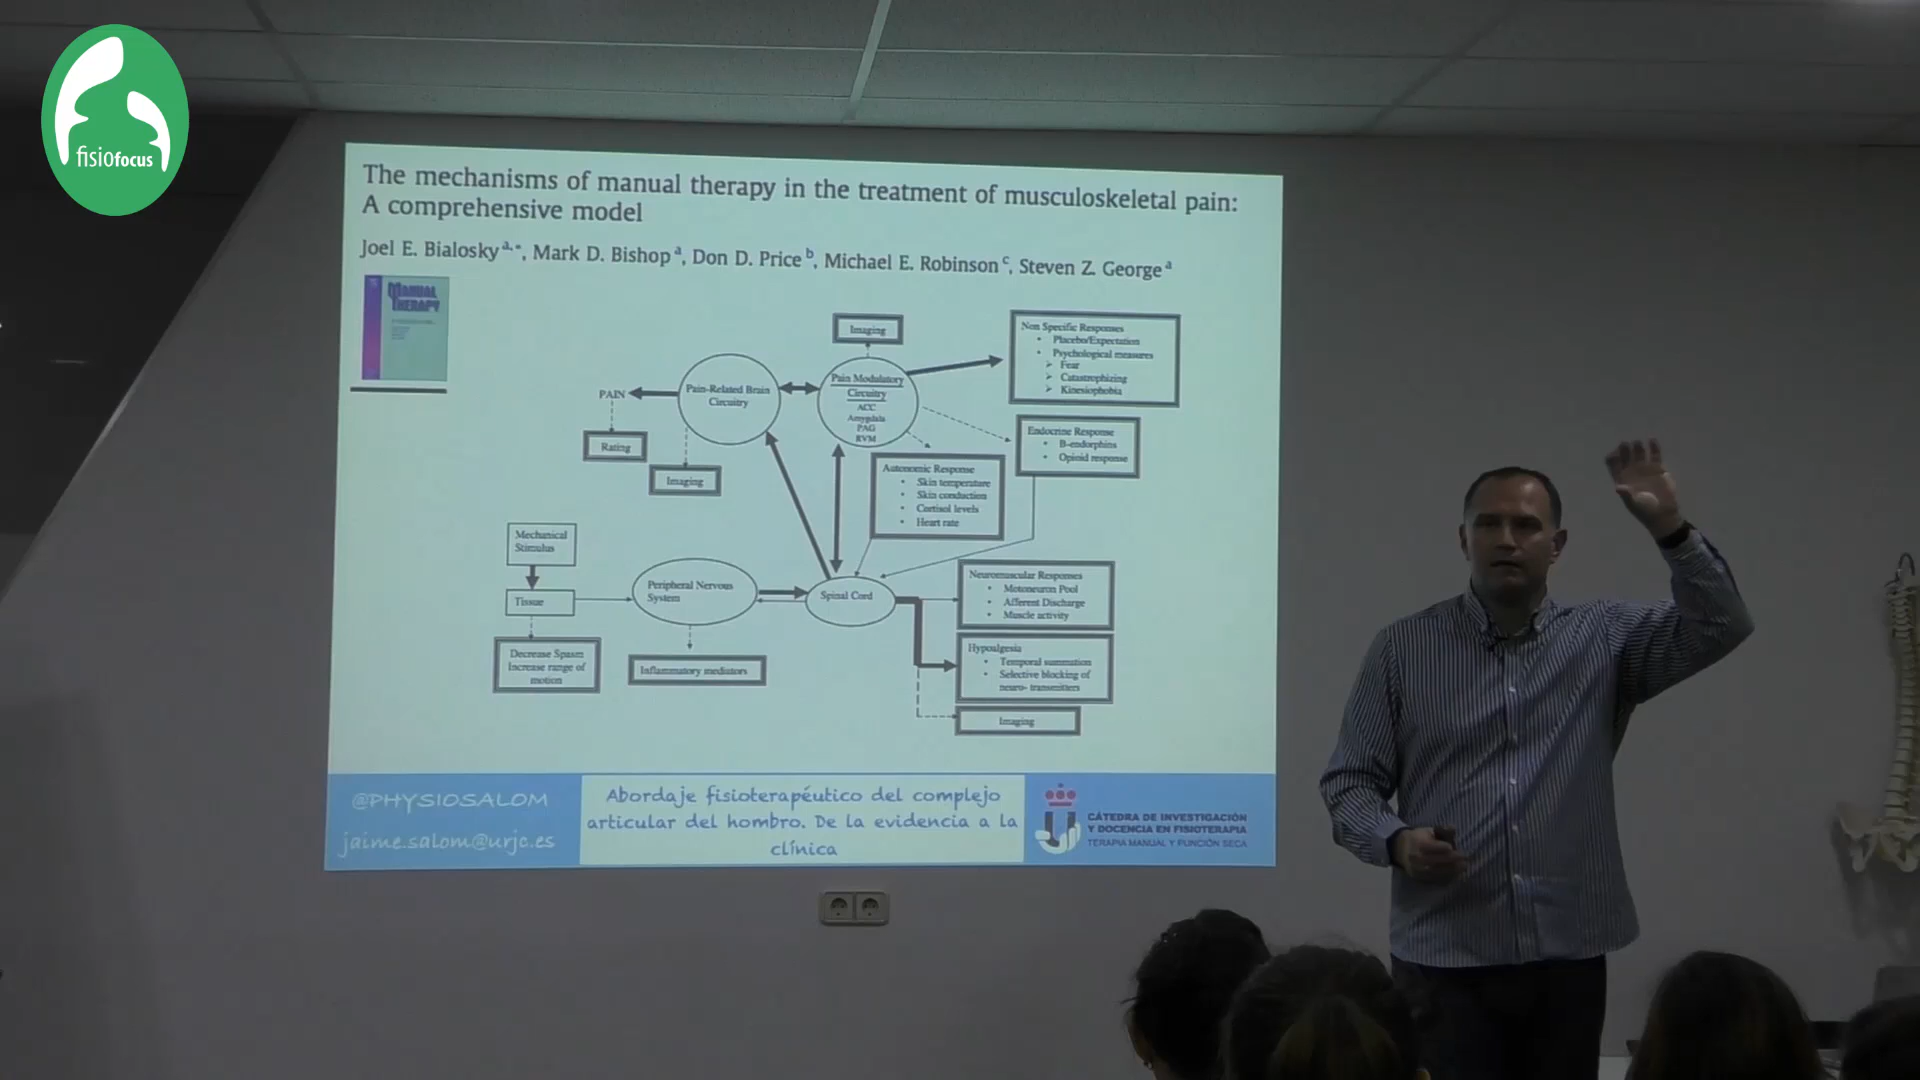 fisiofocus
The mechanisms of manual therapy in the treatment of musculoskeletal pain:
A comprehensive model
Joel E. Bialosky a,*, Mark D. Bishop a, Don D. Price b, Michael E. Robinson c, Steven Z. George a
MANUAL
THERAPY
Imaging
Non Specific Responses
• Placebo/Expectation
• Psychological measures
➢ Fear
➢ Catastrophizing
➢ Kinesiophobia
Pain Modulatory
Circuitry
ACC
Amygdala
PAG
RVM
Pain-Related Brain
Circuitry
PAIN
Rating
Imaging
Endocrine Response
• B-endorphins
• Opioid response
Autonomic Response
• Skin temperature
• Skin conduction
• Cortisol levels
• Heart rate
Mechanical
Stimulus
Tissue
Peripheral Nervous
System
Spinal Cord
Neuromuscular Responses
• Motoneuron Pool
• Afferent Discharge
• Muscle activity
Decrease Spasm
Increase range of
motion
Inflammatory mediators
Hypoalgesia
• Temporal summation
• Selective blocking of
neuro- transmitters
Imaging
@PHYSIOSALOM
jaime.salom@urjc.es
Abordaje fisioterapéutico del complejo
articular del hombro. De la evidencia a la
clínica
CÁTEDRA DE INVESTIGACIÓN
Y DOCENCIA EN FISIOTERAPIA
TERAPIA MANUAL Y PUNCIÓN SECA